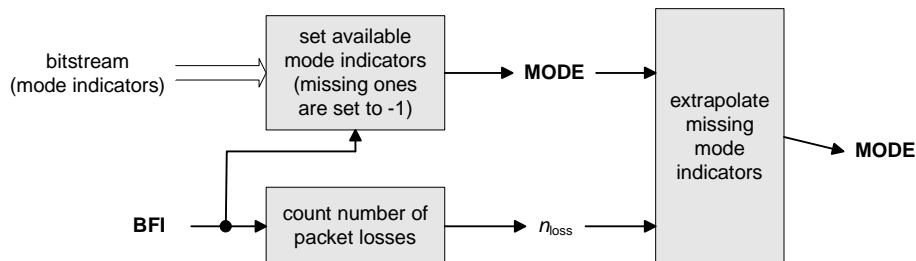 bitstream
(mode indicators)
set available
mode indicators
(missing ones
are set to -1)
MODE
extrapolate
missing
mode
indicators
MODE
BFI
count number of
packet losses
nloss